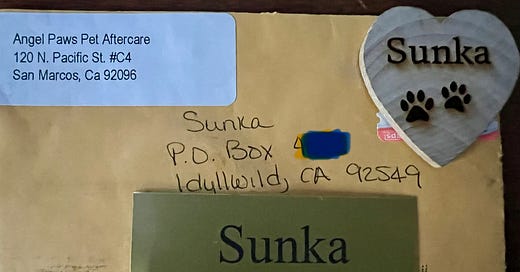 Angel Paws Pet Aftercare
120 N. Pacific St. #C4
San Marcos, Ca 92096
Sunka
Sunka
P.O. Box
Idyllwild, CA 92549
Sunka